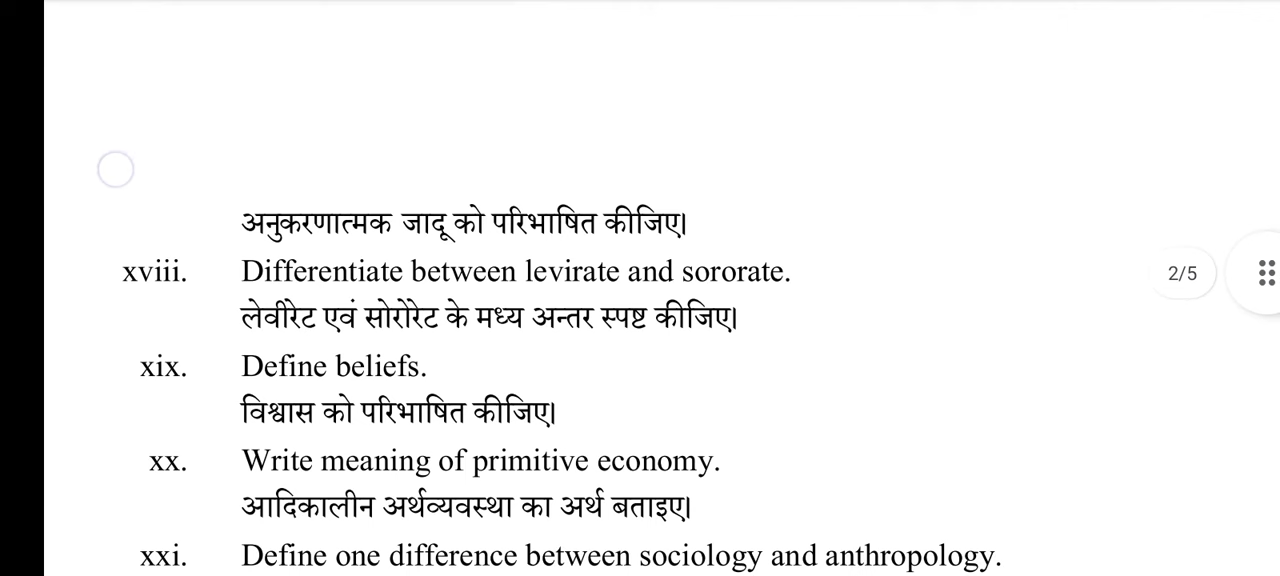 अनुकरणात्मक जादू को परिभाषित कीजिए।
xviii. Differentiate between levirate and sororate.
2/5
लेवीरेट एवं सोरोरेट के मध्य अन्तर स्पष्ट कीजिए।
xix. Define beliefs.
विश्वास को परिभाषित कीजिए।
xx. Write meaning of primitive economy.
आदिकालीन अर्थव्यवस्था का अर्थ बताइए।
xxi. Define one difference between sociology and anthropology.